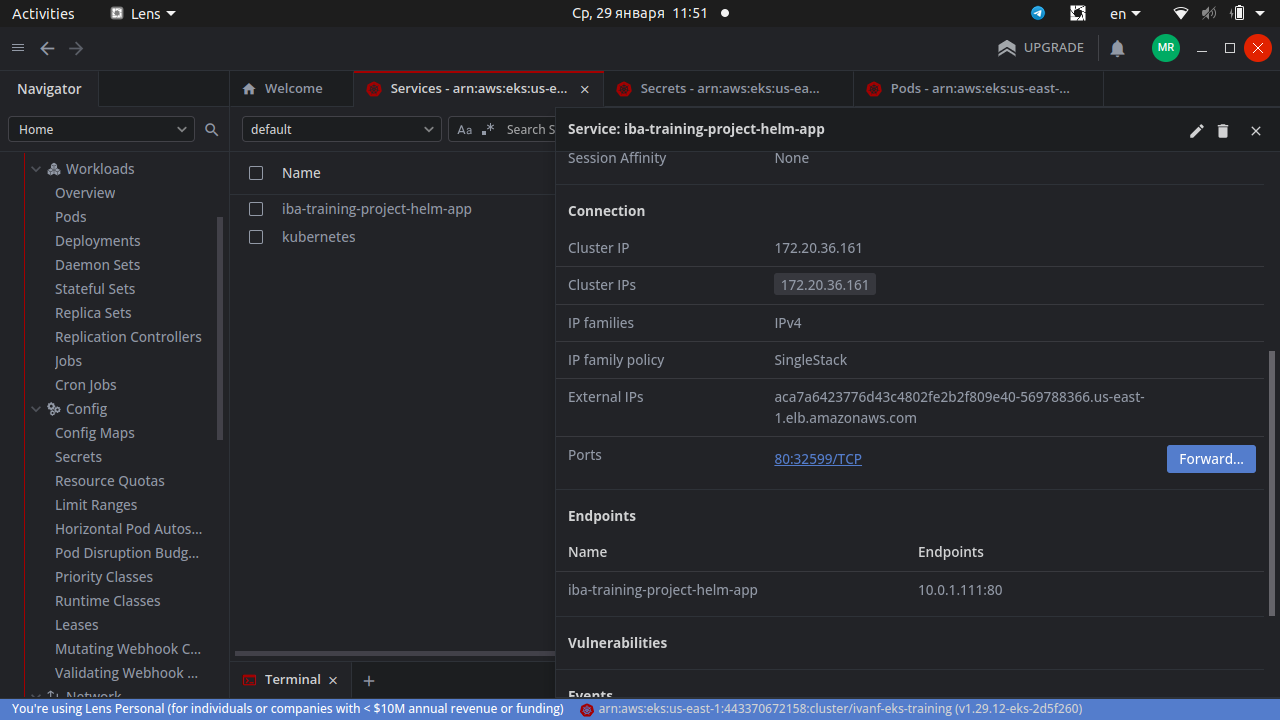 Activities
Lens
Ср, 29 января 11:51
en
UPGRADE
MR
Navigator
Welcome
Services - arn:aws:eks:us-e...
Secrets - arn:aws:eks:us-ea...
Pods - arn:aws:eks:us-east-...
Home
default
Aa
.*
Search S
Workloads
Overview
Pods
Deployments
Daemon Sets
Stateful Sets
Replica Sets
Replication Controllers
Jobs
Cron Jobs
Config
Config Maps
Secrets
Resource Quotas
Limit Ranges
Horizontal Pod Autos...
Pod Disruption Budg...
Priority Classes
Runtime Classes
Leases
Mutating Webhook C...
Validating Webhook ...
Network
Name
iba-training-project-helm-app
kubernetes
Service: iba-training-project-helm-app
Session Affinity
None
Connection
Cluster IP
172.20.36.161
Cluster IPs
172.20.36.161
IP families
IPv4
IP family policy
SingleStack
External IPs
aca7a6423776d43c4802fe2b2f809e40-569788366.us-east-
1.elb.amazonaws.com
Ports
80:32599/TCP
Forward...
Endpoints
Name
Endpoints
iba-training-project-helm-app
10.0.1.111:80
Vulnerabilities
Events
Terminal
You're using Lens Personal (for individuals or companies with < $10M annual revenue or funding)
arn:aws:eks:us-east-1:443370672158:cluster/ivanf-eks-training (v1.29.12-eks-2d5f260)